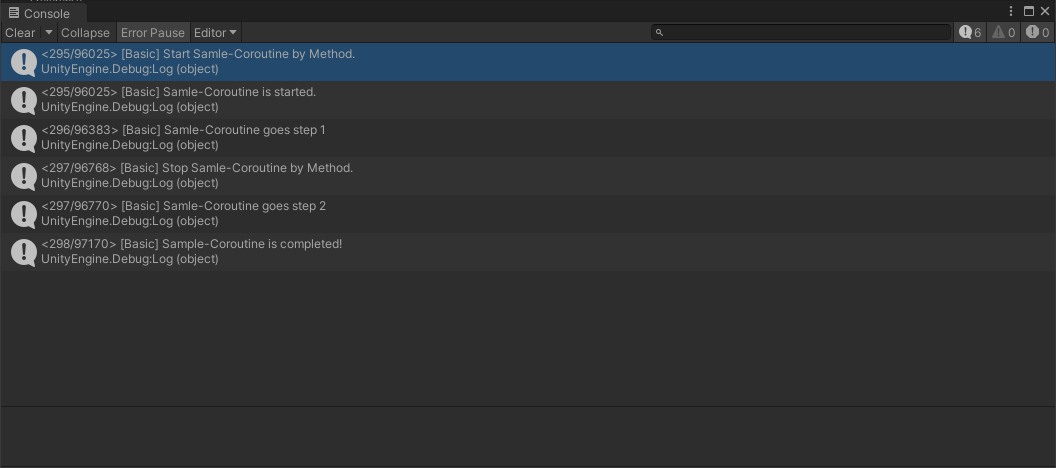 Console
Clear Collapse Error Pause Editor 6 0 0
<295/96025> [Basic] Start Samle-Coroutine by Method.
UnityEngine.Debug:Log (object)
<295/96025> [Basic] Samle-Coroutine is started.
UnityEngine.Debug:Log (object)
<296/96383> [Basic] Samle-Coroutine goes step 1
UnityEngine.Debug:Log (object)
<297/96768> [Basic] Stop Samle-Coroutine by Method.
UnityEngine.Debug:Log (object)
<297/96770> [Basic] Samle-Coroutine goes step 2
UnityEngine.Debug:Log (object)
<298/97170> [Basic] Sample-Coroutine is completed!
UnityEngine.Debug:Log (object)